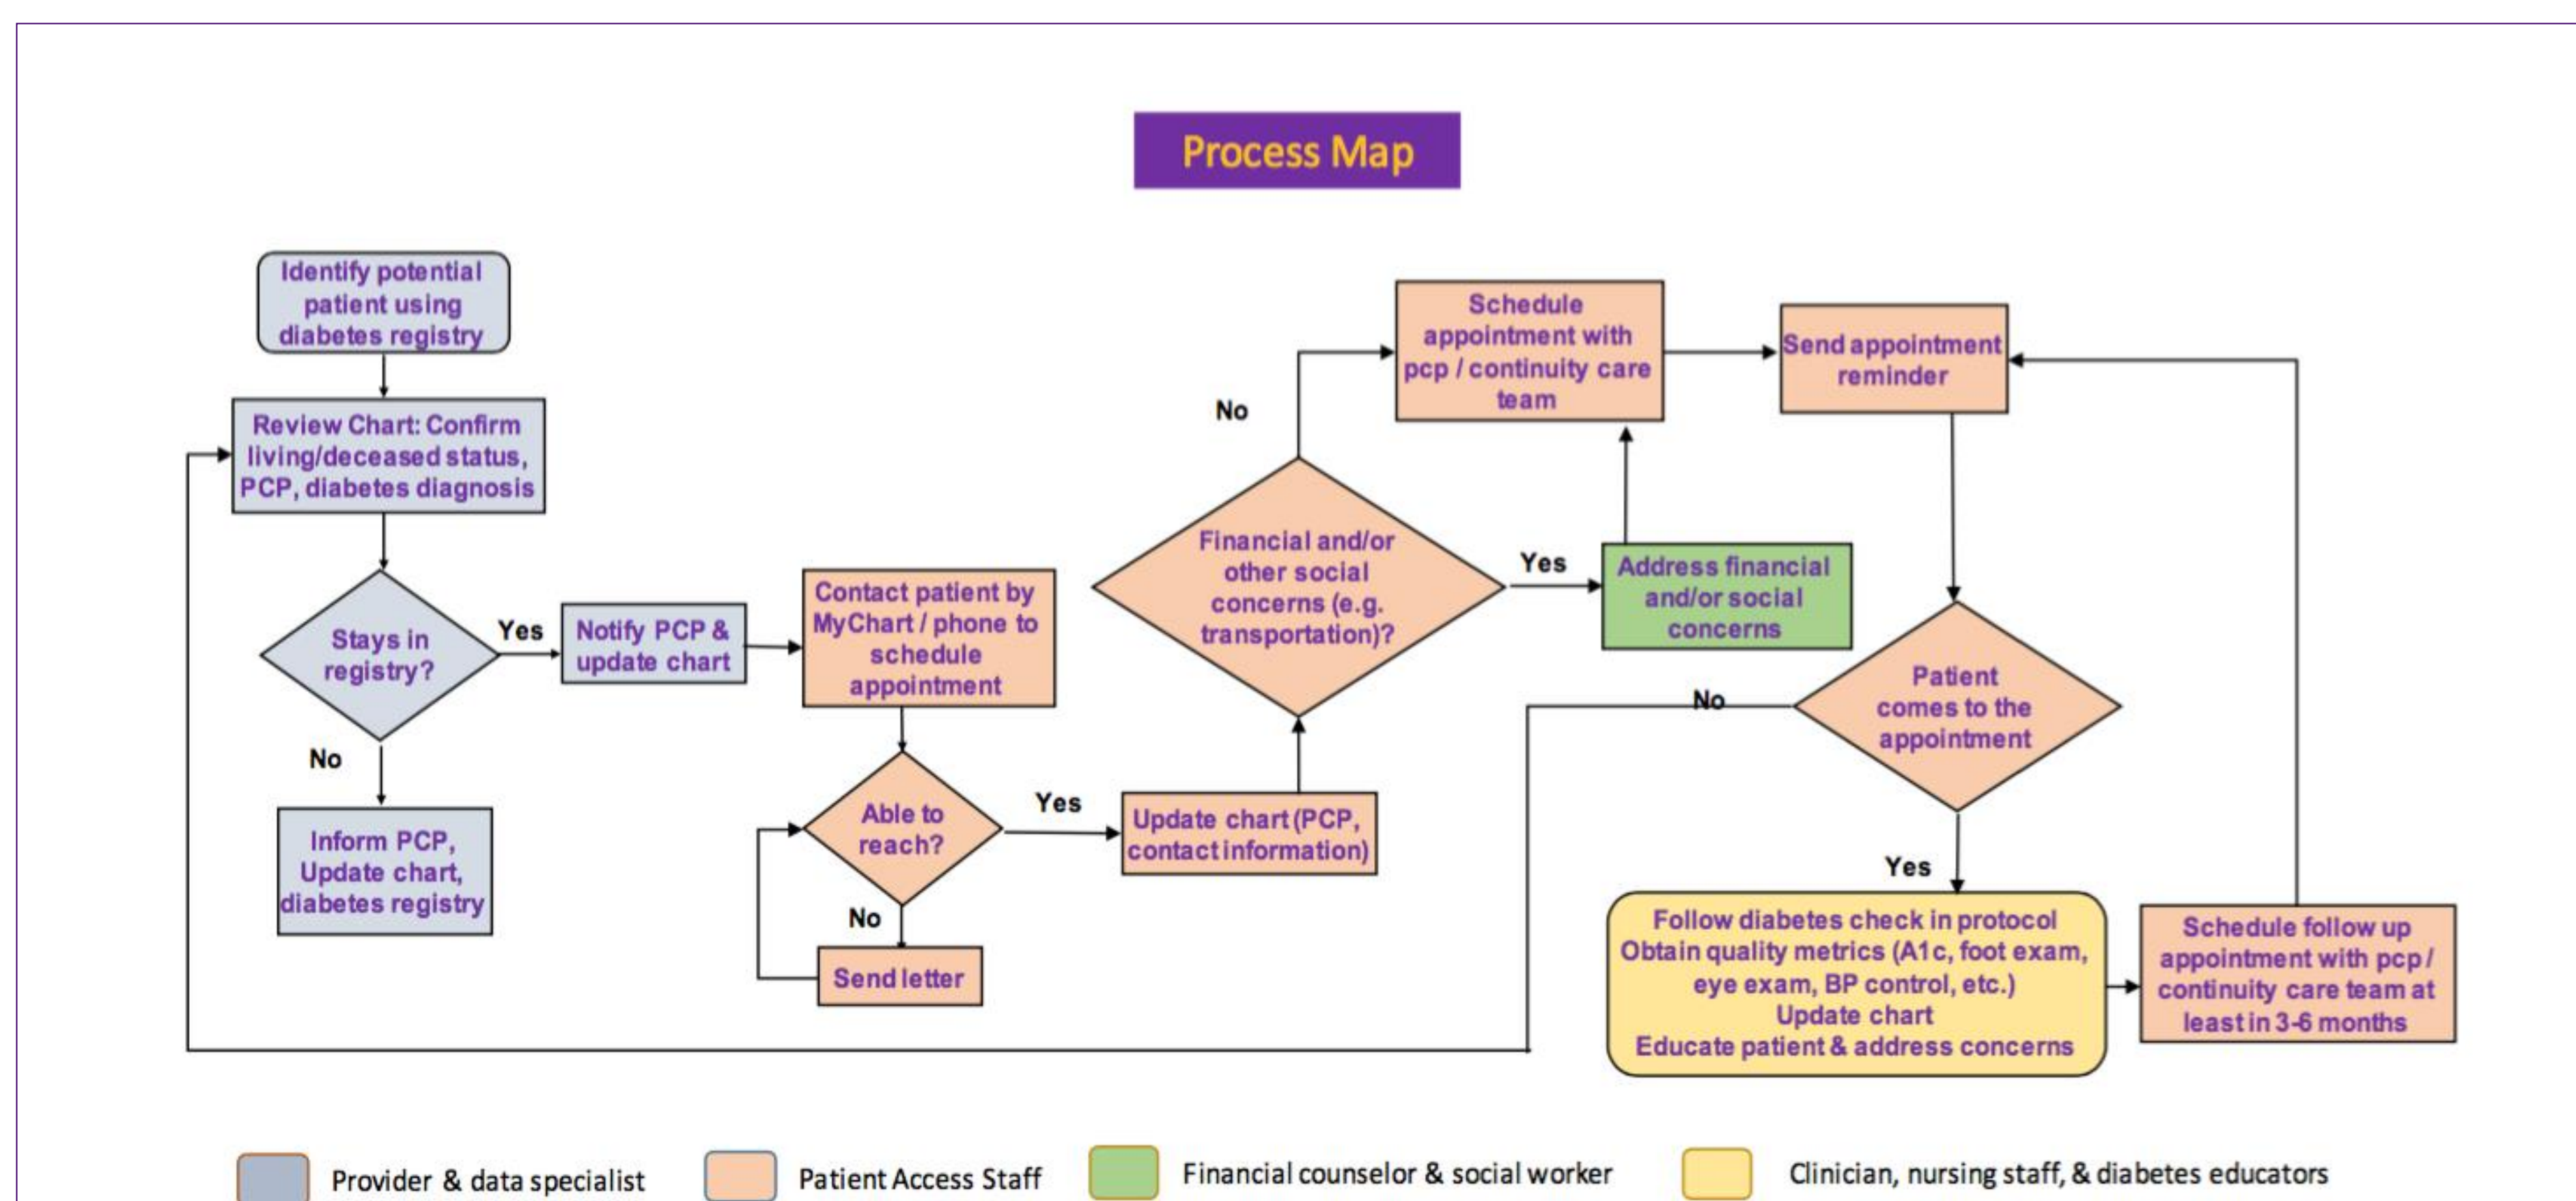 Process Map
Identify potential
patient using
diabetes registry
Review Chart: Confirm
living/deceased status,
PCP, diabetes diagnosis
Stays in
registry?
Yes
No
Inform PCP,
Update chart,
diabetes registry
Notify PCP &
update chart
Contact patient by
MyChart / phone to
schedule
appointment
Able to
reach?
Yes
No
Send letter
Update chart (PCP,
contact information)
Financial and/or
other social
concerns (e.g.
transportation)?
No
Yes
Address financial
and/or social
concerns
Schedule
appointment with
pcp / continuity care
team
Send appointment
reminder
Patient
comes to the
appointment
No
Yes
Follow diabetes check in protocol
Obtain quality metrics (A1c, foot exam,
eye exam, BP control, etc.)
Update chart
Educate patient & address concerns
Schedule follow up
appointment with pcp /
continuity care team at
least in 3-6 months
Provider & data specialist
Patient Access Staff
Financial counselor & social worker
Clinician, nursing staff, & diabetes educators